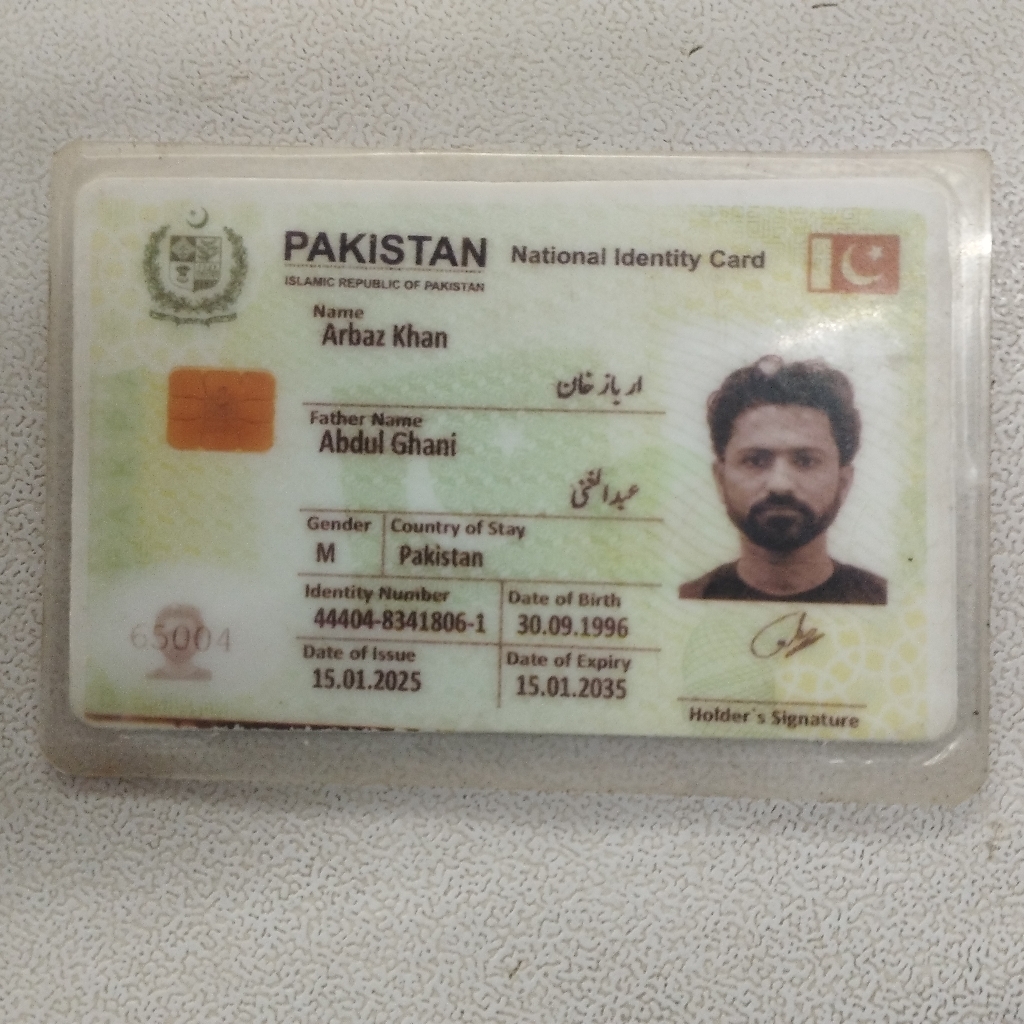 PAKISTAN National Identity Card
ISLAMIC REPUBLIC OF PAKISTAN
Name
Arbaz Khan
ارباز خان
Father Name
Abdul Ghani
عبدالغنی
Gender Country of Stay
M Pakistan
Identity Number Date of Birth
44404-8341806-1 30.09.1996
Date of Issue Date of Expiry
15.01.2025 15.01.2035
65004
Holder`s Signature